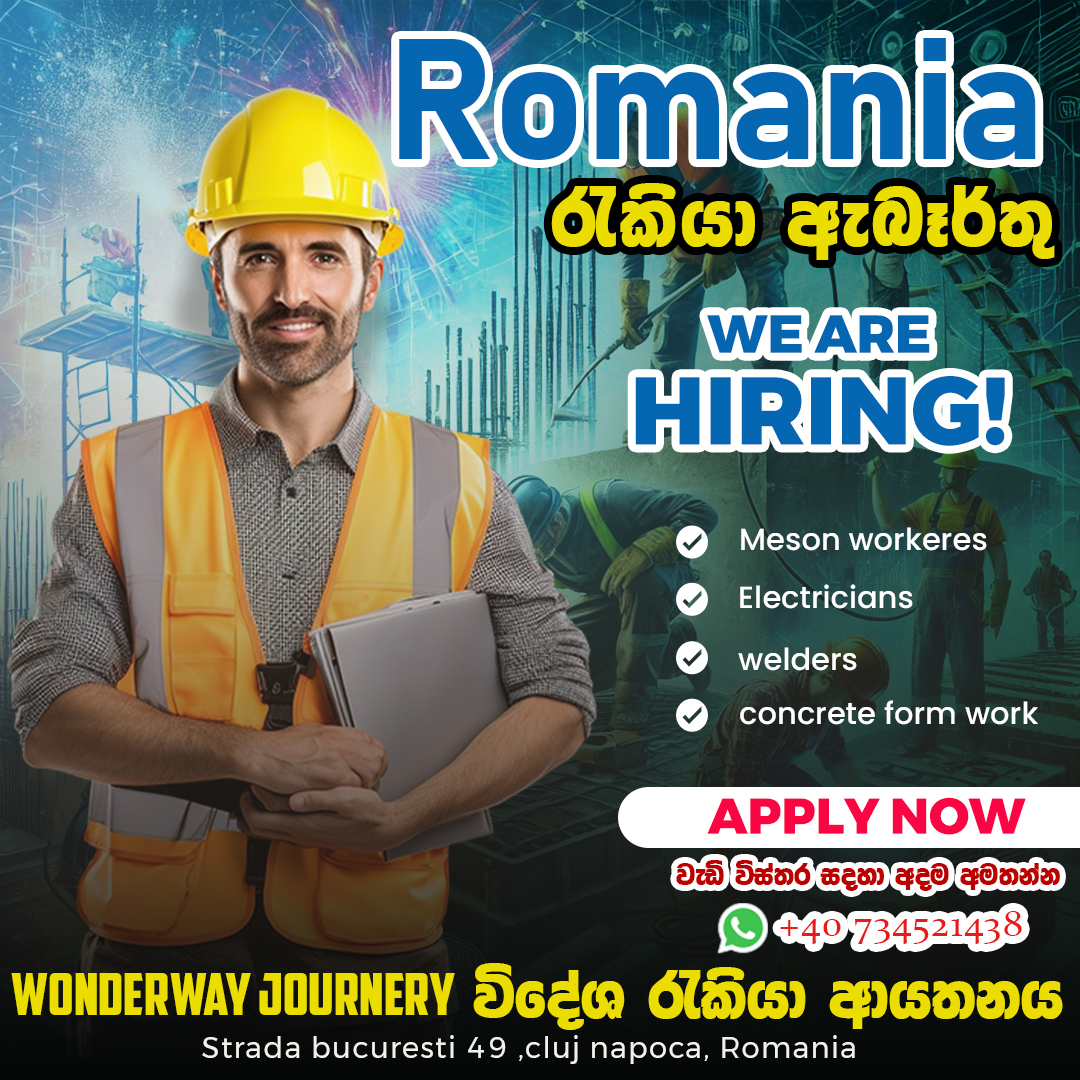 Romania
රැකියා ඇබෑර්තු
WE ARE
HIRING!
Meson workeres
Electricians
welders
concrete form work
APPLY NOW
වැඩි විස්තර සදහා අදම අමතන්න
+40 734521438
WONDERWAY JOURNERY විදේශ රැකියා ආයතනය
Strada bucuresti 49 ,cluj napoca, Romania